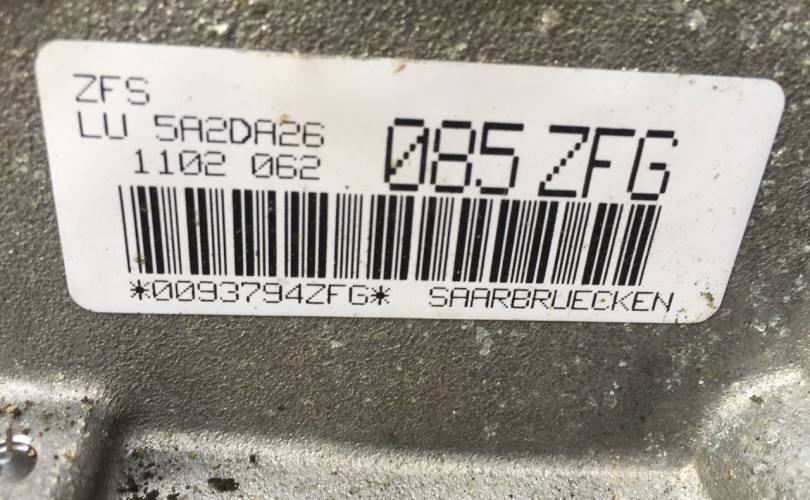 ZFS
LU 5A2DA26
1102 062
085 ZFG
*0093794ZFG* SAARBRUECKEN